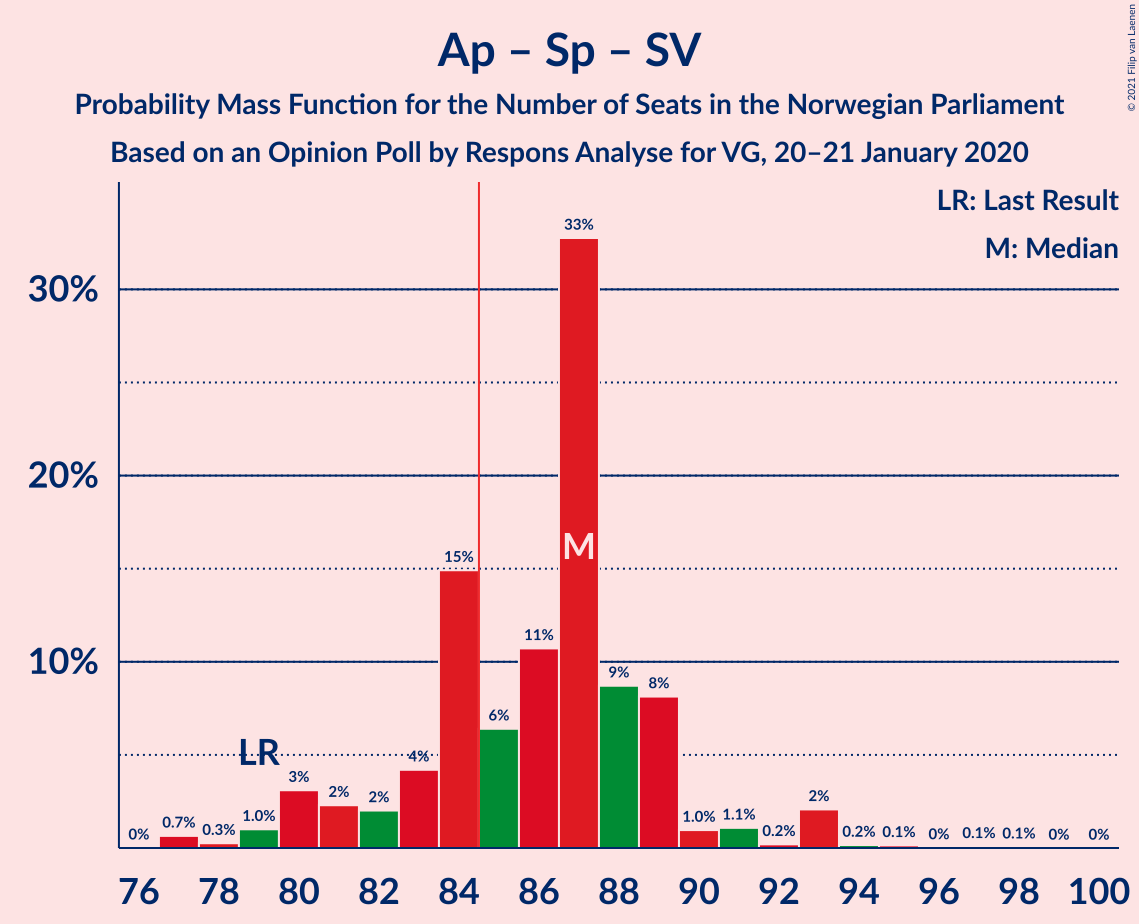 Ap – Sp – SV
Probability Mass Function for the Number of Seats in the Norwegian Parliament
Based on an Opinion Poll by Respons Analyse for VG, 20–21 January 2020
© 2021 Filip van Laenen
LR: Last Result
M: Median
30%
20%
10%
LR
M
0% 0.7% 0.3% 1.0% 3% 2% 2% 4% 15% 6% 11% 33% 9% 8% 1.0% 1.1% 0.2% 2% 0.2% 0.1% 0% 0.1% 0.1% 0% 0%
76 78 80 82 84 86 88 90 92 94 96 98 100